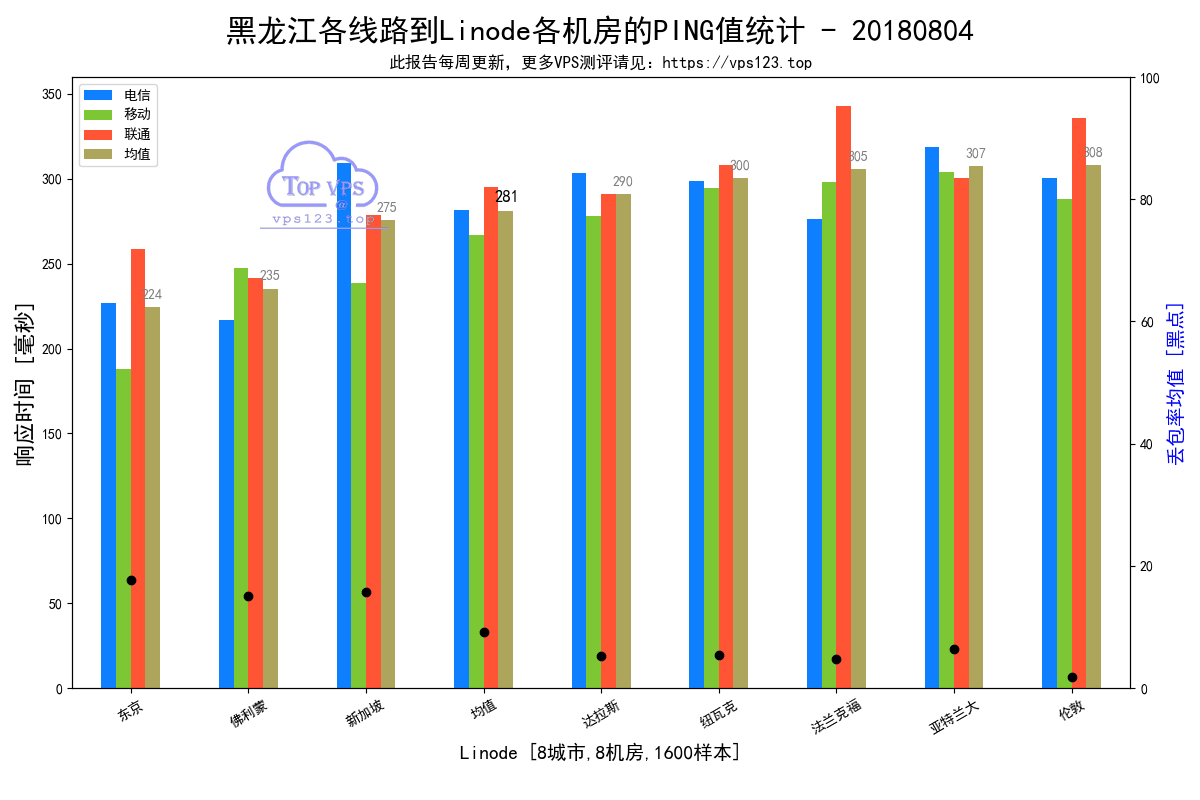 黑龙江各线路到Linode各机房的PING值统计 - 20180804
此报告每周更新，更多VPS测评请见：https://vps123.top
电信
移动
联通
均值
TOP VPS
@
vps123.top
224
235
275
281
290
300
305
307
308
350
300
250
200
150
100
50
0
100
80
60
40
20
0
响应时间 [毫秒]
丢包率均值 [黑点]
东京
佛利蒙
新加坡
均值
达拉斯
纽瓦克
法兰克福
亚特兰大
伦敦
Linode [8城市,8机房,1600样本]